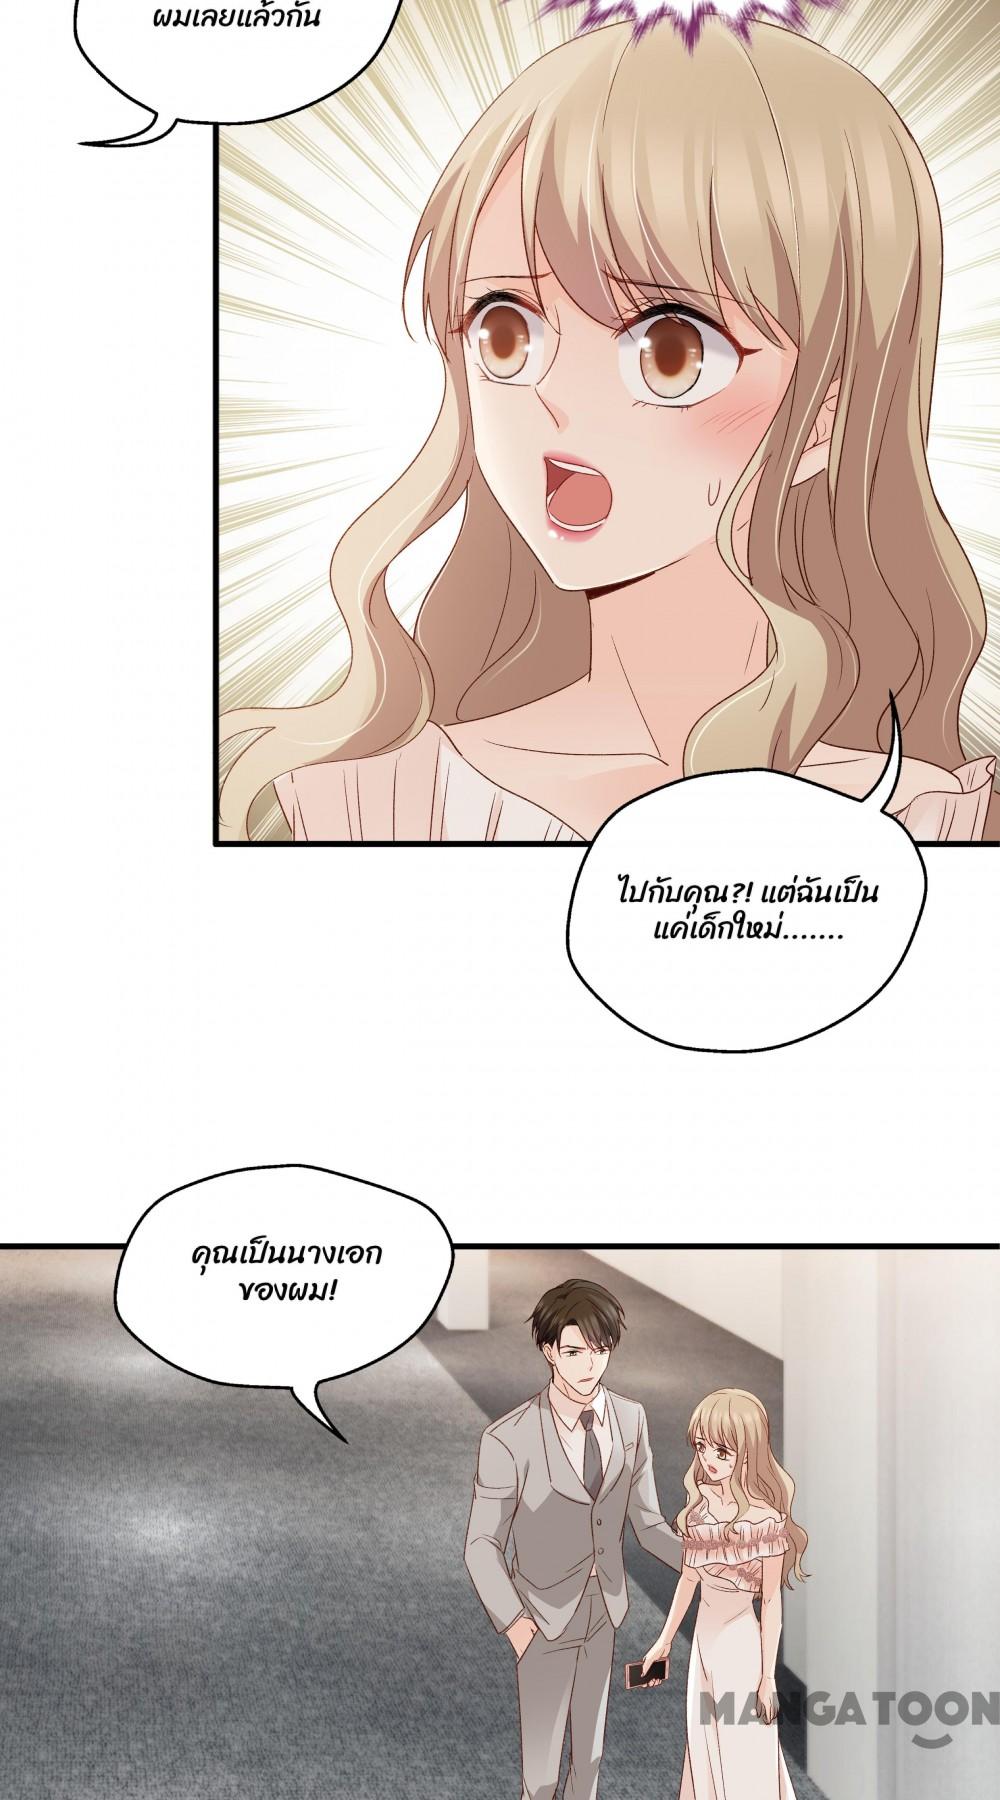 ผมเลยแล้วกัน
ไปกับคุณ?! แต่ฉันเป็น
แค่เด็กใหม่.......
คุณเป็นนางเอก
ของผม!
MANGATOON